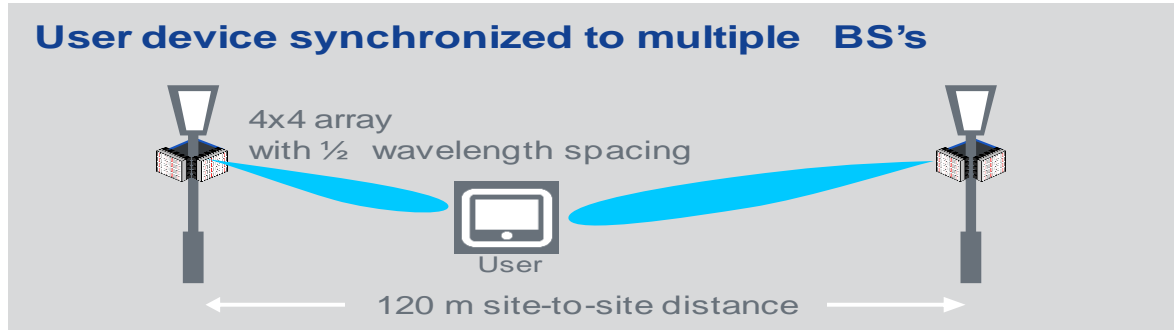 User device synchronized to multiple BS’s
4x4 array
with ½ wavelength spacing
User
120 m site-to-site distance